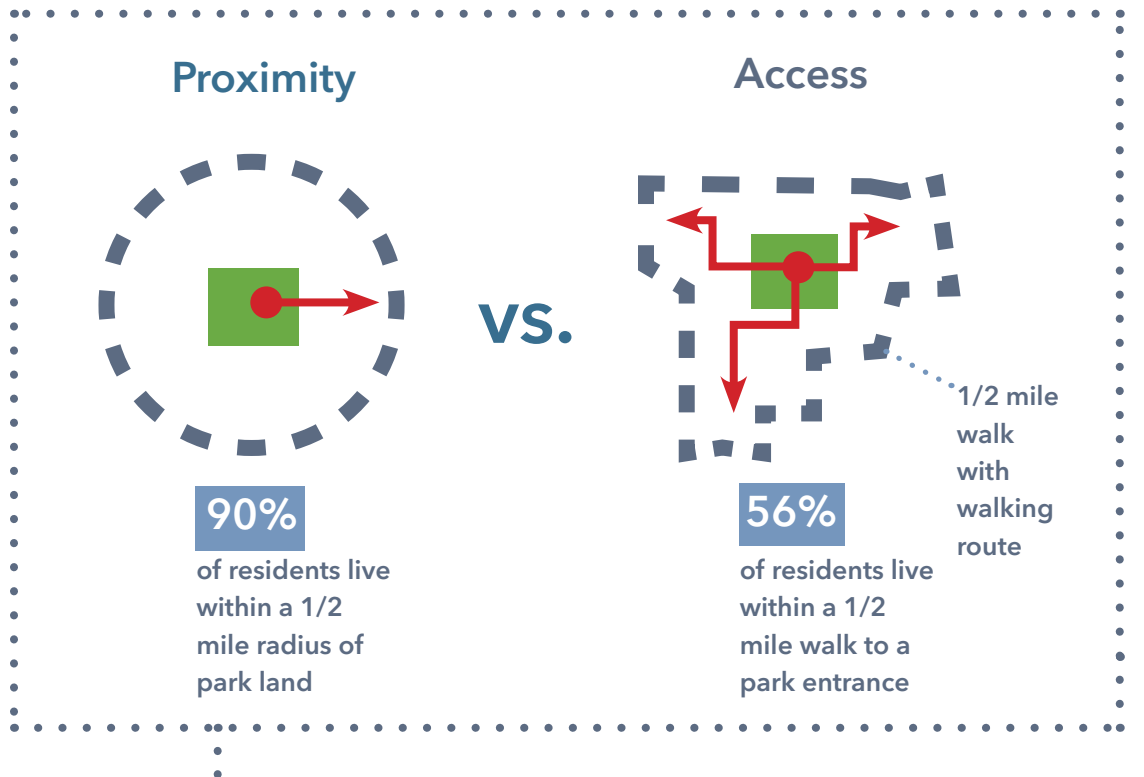 Proximity
90%
of residents live
within a 1/2
mile radius of
park land
vs.
Access
1/2 mile
walk
with
walking
route
56%
of residents live
within a 1/2
mile walk to a
park entrance